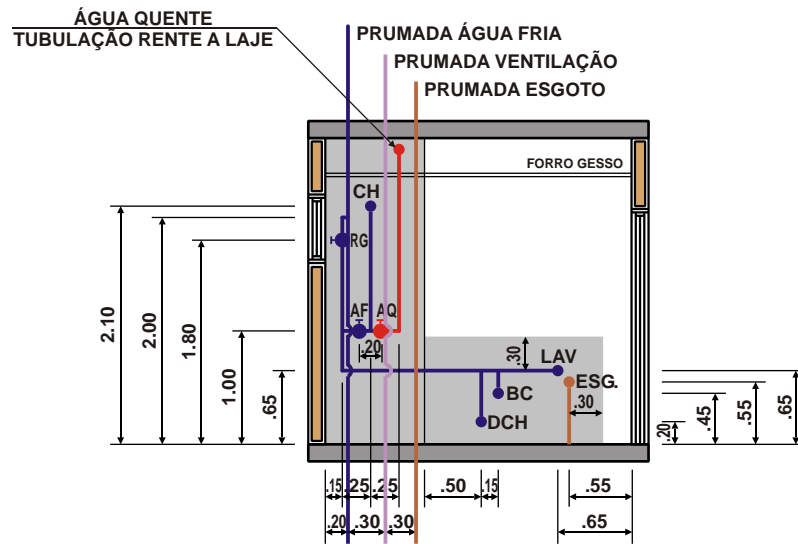 ÁGUA QUENTE
TUBULAÇÃO RENTE A LAJE
PRUMADA ÁGUA FRIA
PRUMADA VENTILAÇÃO
PRUMADA ESGOTO
FORRO GESSO
CH
RG
AF AQ
.20
.30
LAV
ESG.
BC
.30
DCH
2.10
2.00
1.80
1.00
.65
.20
.45
.55
.65
.15 .25 .25 .50 .15 .55
.20 .30 .30 .65